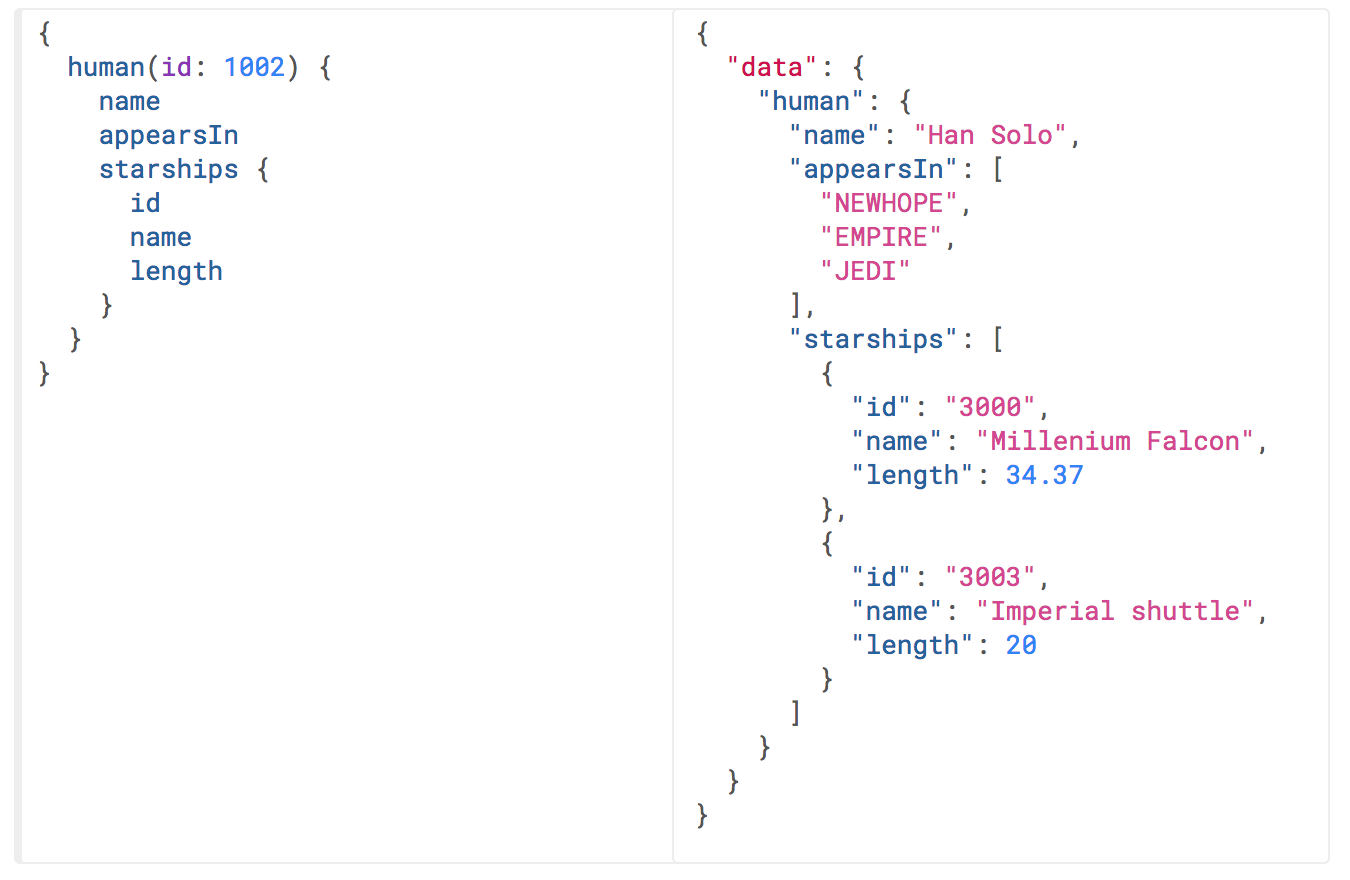 {
  human(id: 1002) {
    name
    appearsIn
    starships {
      id
      name
      length
    }
  }
}
{
  "data": {
    "human": {
      "name": "Han Solo",
      "appearsIn": [
        "NEWHOPE",
        "EMPIRE",
        "JEDI"
      ],
      "starships": [
        {
          "id": "3000",
          "name": "Millenium Falcon",
          "length": 34.37
        },
        {
          "id": "3003",
          "name": "Imperial shuttle",
          "length": 20
        }
      ]
    }
  }
}